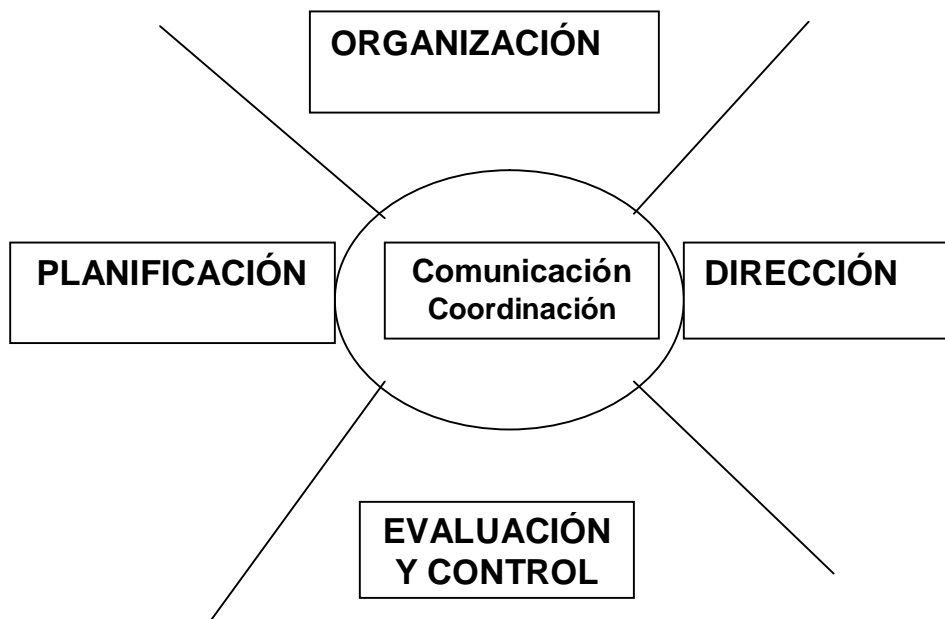 ORGANIZACIÓN
PLANIFICACIÓN
Comunicación
Coordinación
DIRECCIÓN
EVALUACIÓN
Y CONTROL